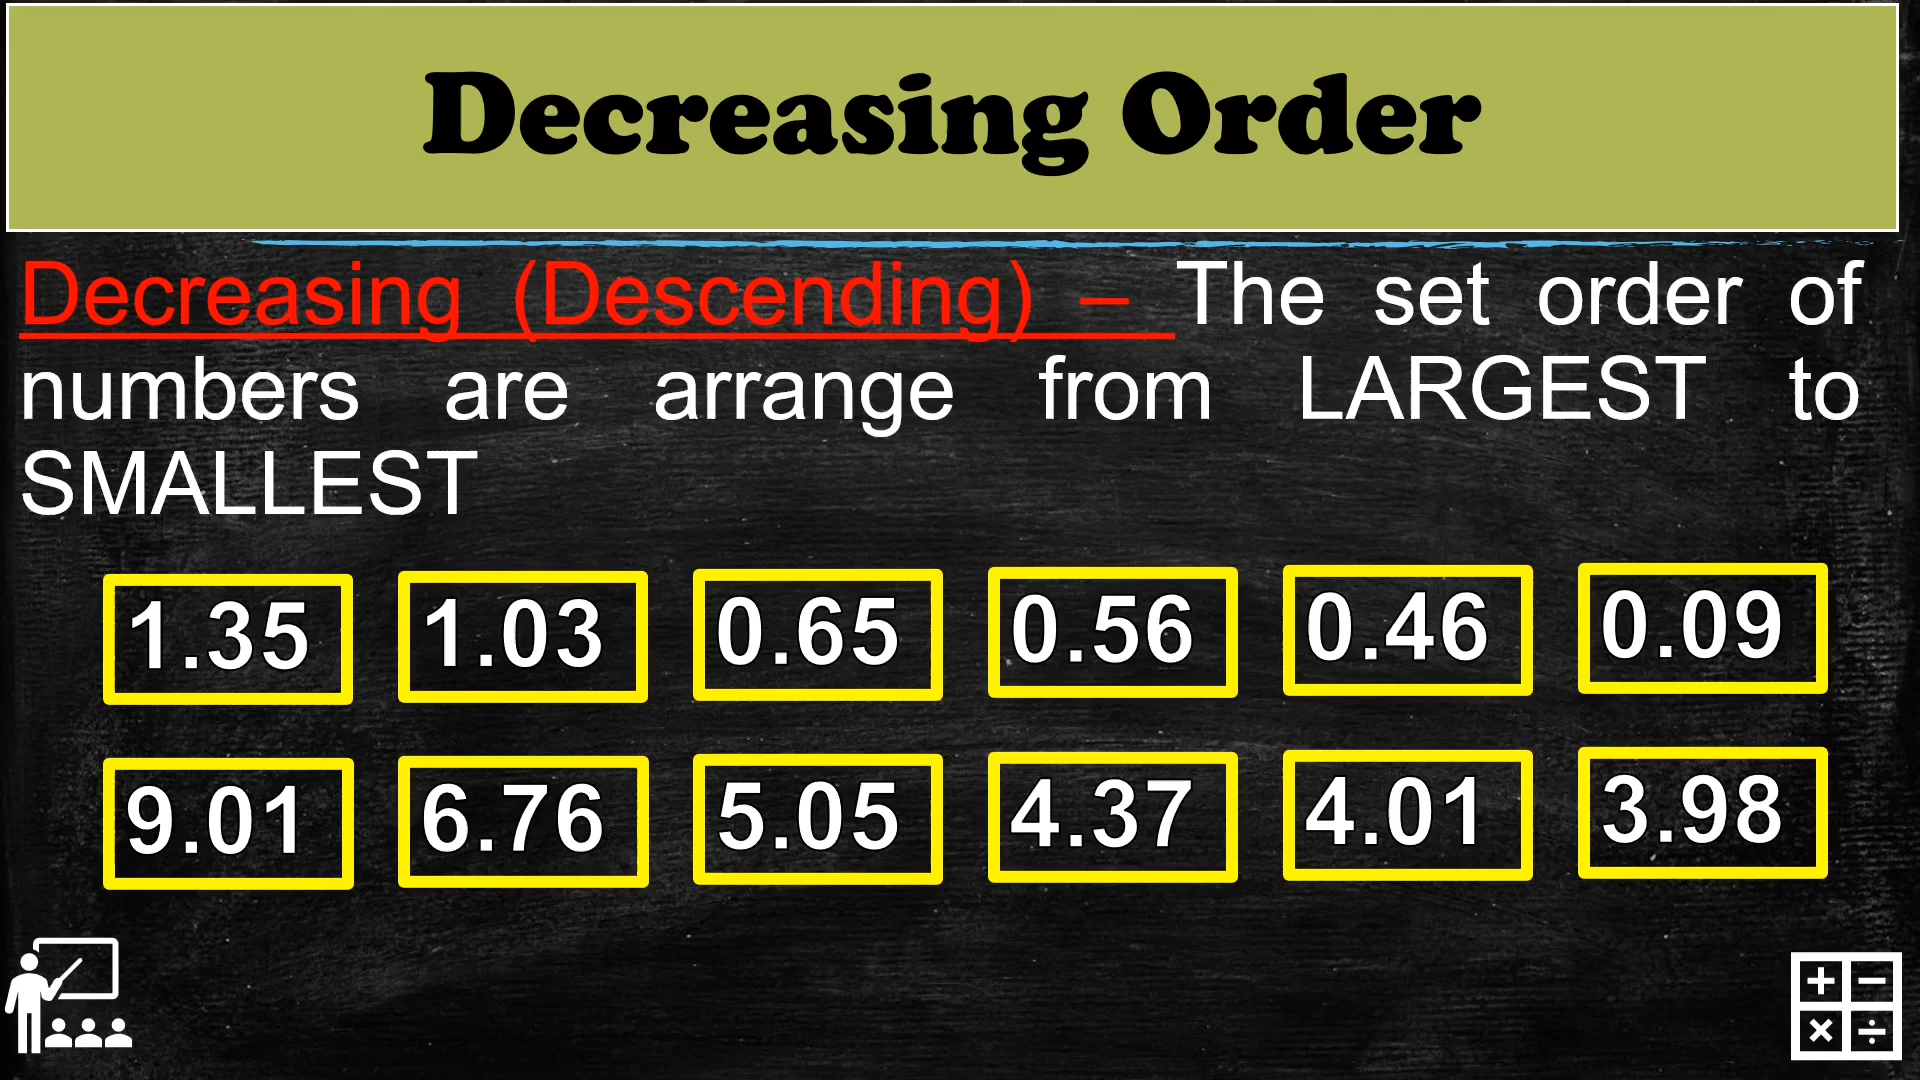 Decreasing Order
Decreasing (Descending) – The set order of
numbers are arrange from LARGEST to
SMALLEST
1.35 1.03 0.65 0.56 0.46 0.09
9.01 6.76 5.05 4.37 4.01 3.98
+ −
× ÷